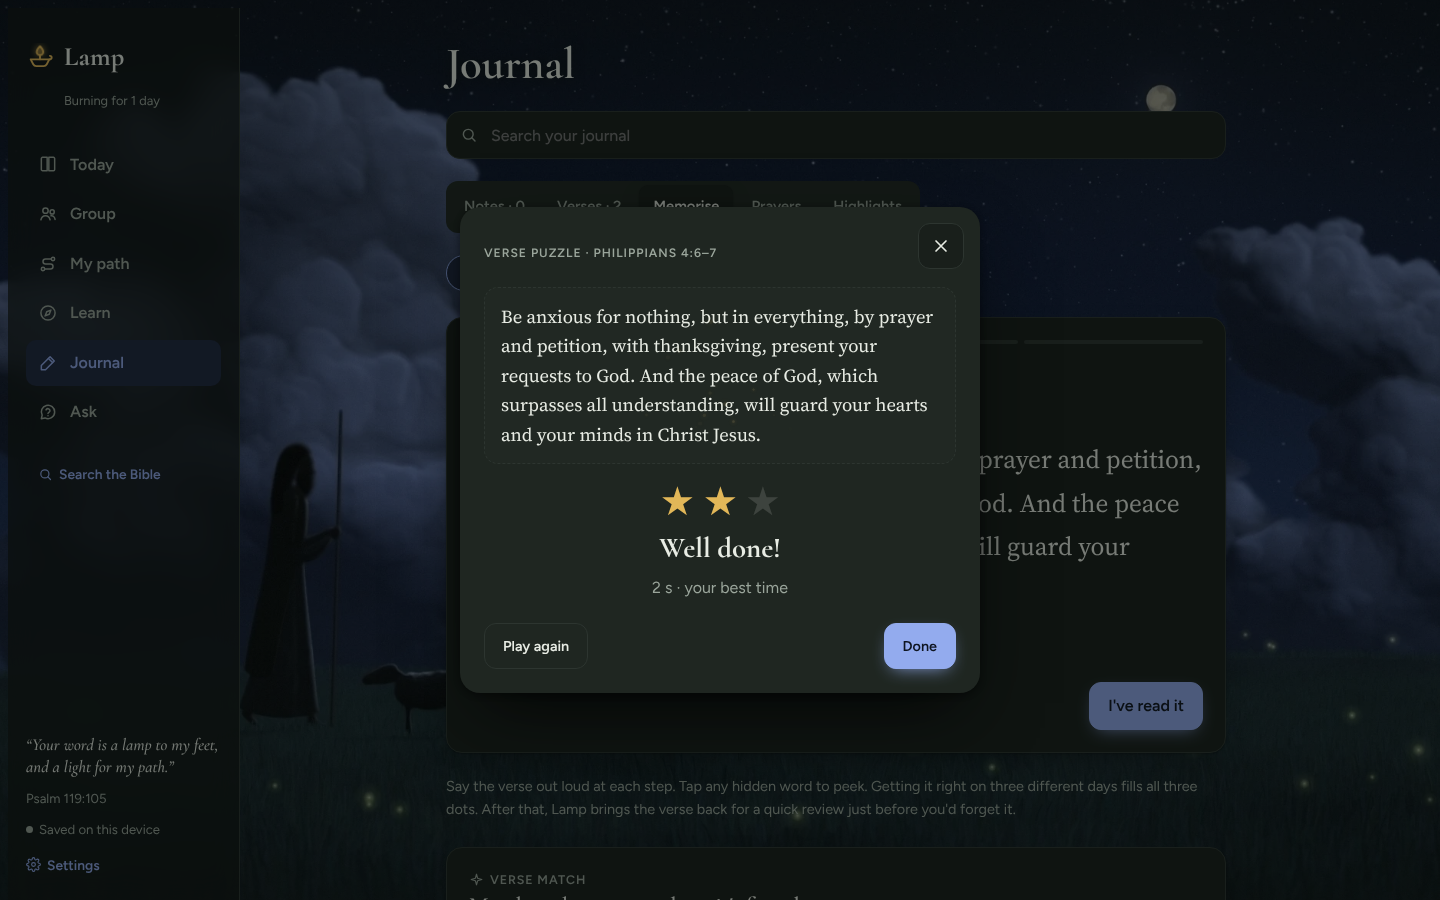 Lamp
Burning for 1 day
Today
Group
My path
Learn
Journal
Ask
Search the Bible
“Your word is a lamp to my feet,
and a light for my path.”
Psalm 119:105
Saved on this device
Settings
Journal
Search your journal
Notes · 0 Verses · 2 Memorise Prayers Highlights
VERSE PUZZLE · PHILIPPIANS 4:6–7
Be anxious for nothing, but in everything, by prayer
and petition, with thanksgiving, present your
requests to God. And the peace of God, which
surpasses all understanding, will guard your hearts
and your minds in Christ Jesus.
Well done!
2 s · your best time
Play again
Done
prayer and petition,
od. And the peace
ill guard your
I've read it
Say the verse out loud at each step. Tap any hidden word to peek. Getting it right on three different days fills all three
dots. After that, Lamp brings the verse back for a quick review just before you'd forget it.
VERSE MATCH